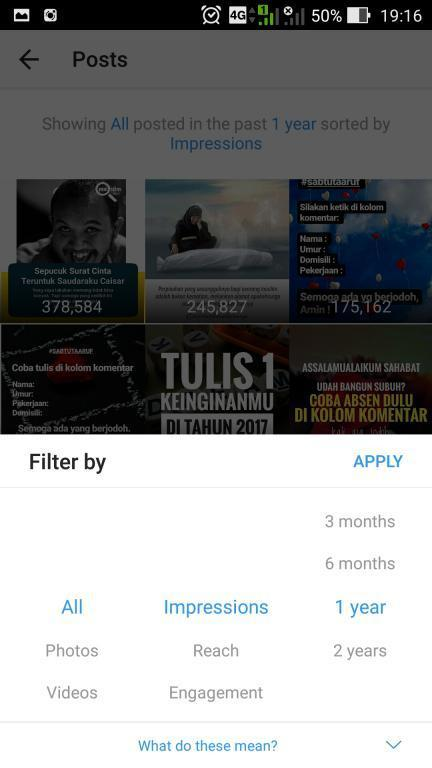 4G 1 50% 19:16
Posts
Showing All posted in the past 1 year sorted by
Impressions
Sepucuk Surat Cinta
Teruntuk Saudaraku Caisar
378,584
245,827
#sabtutaaruf
Silakan ketik di kolom
komentar:
Nama :
Umur :
Domisili :
Pekerjaan :
Semoga ada yg berjodoh,
Amin !
175,162
#SABTUTAARUF
Coba tulis di kolom komentar
Nama:
Umur:
Pekerjaan:
Domisili:
Semoga ada yang berjodoh.
TULIS 1
KEINGINANMU
DI TAHUN 2017
ASSALAMUALAIKUM SAHABAT
UDAH BANGUN SUBUH?
COBA ABSEN DULU
DI KOLOM KOMENTAR
Filter by
APPLY
3 months
6 months
All Impressions 1 year
Photos Reach 2 years
Videos Engagement
What do these mean?